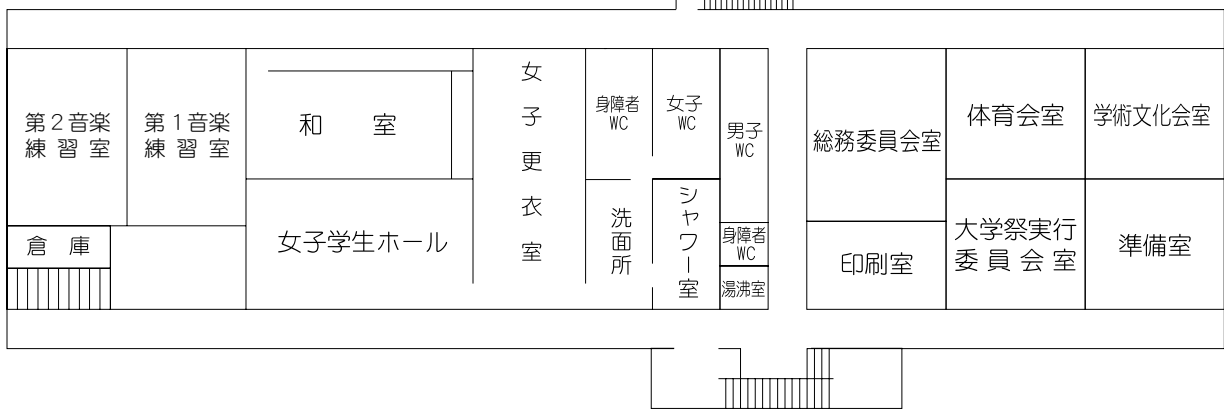 第２音楽
練習室
第１音楽
練習室
和室
女子更衣室
身障者
WC
女子
WC
男子
WC
総務委員会室
体育会室
学術文化会室
倉庫
女子学生ホール
洗面所
シャワー室
身障者
WC
湯沸室
印刷室
大学祭実行
委員会室
準備室